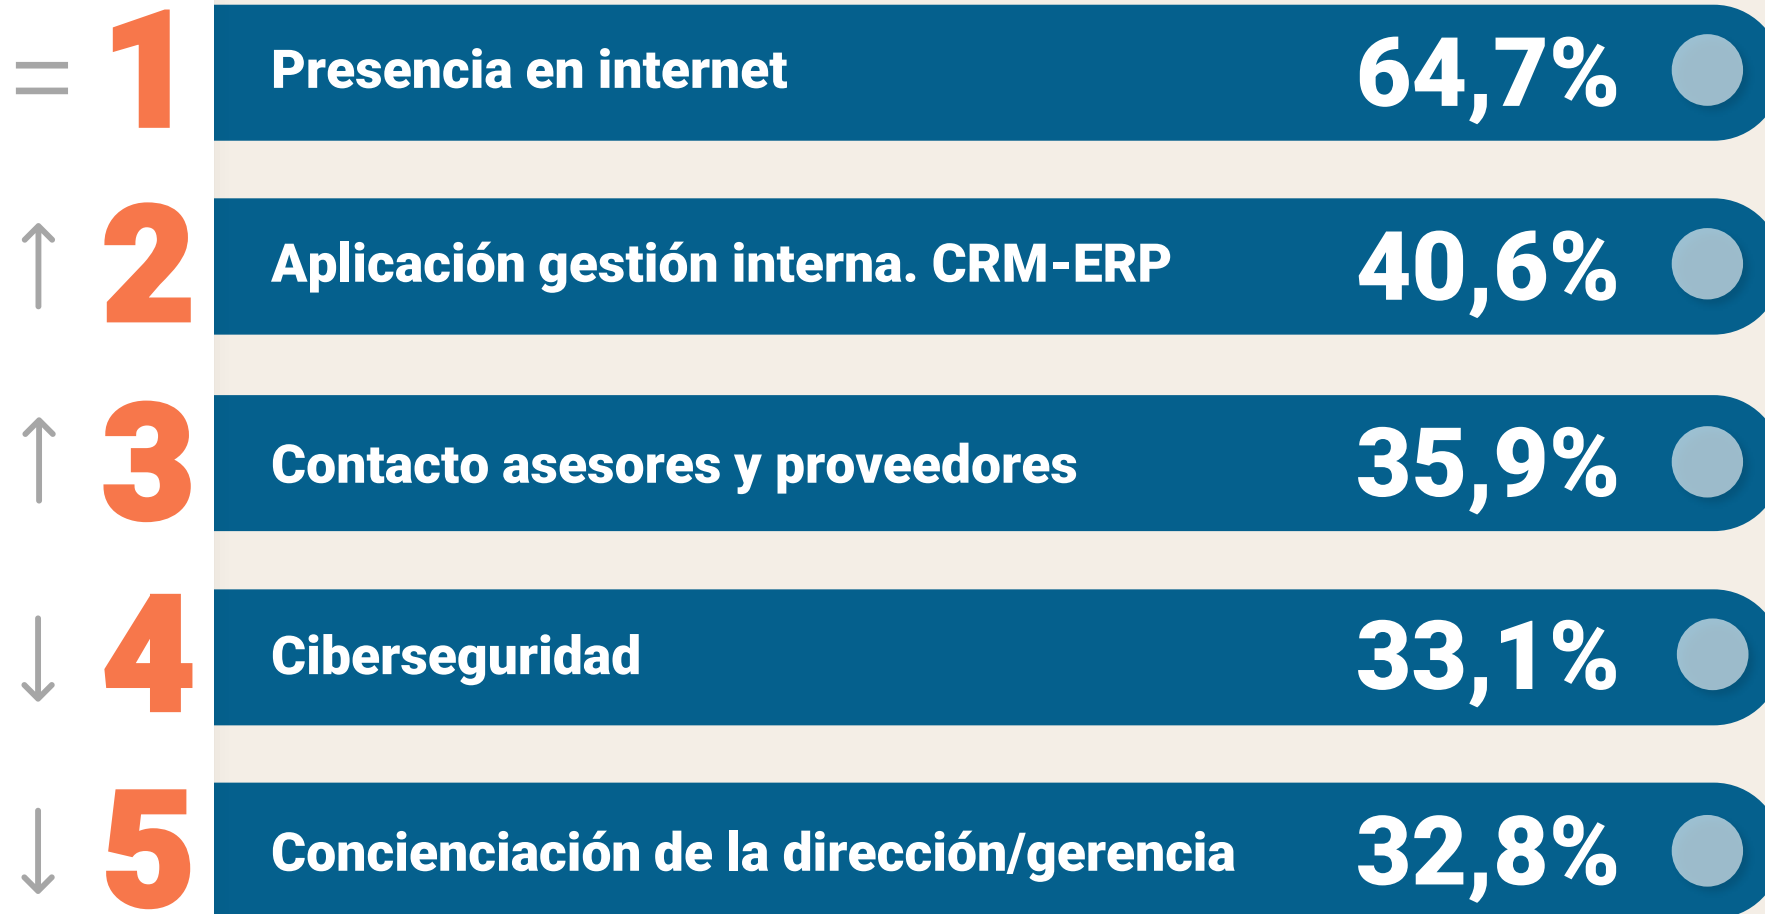 = 1 Presencia en internet 64,7%
↑ 2 Aplicación gestión interna. CRM-ERP 40,6%
↑ 3 Contacto asesores y proveedores 35,9%
↓ 4 Ciberseguridad 33,1%
↓ 5 Concienciación de la dirección/gerencia 32,8%